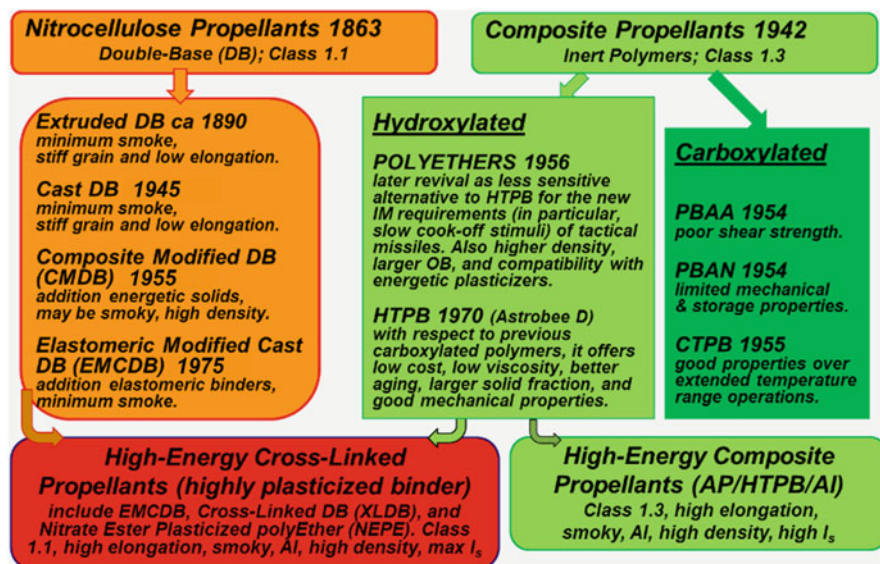 Nitrocellulose Propellants 1863
Double-Base (DB); Class 1.1
Composite Propellants 1942
Inert Polymers; Class 1.3
Extruded DB ca 1890
minimum smoke,
stiff grain and low elongation.
Cast DB 1945
minimum smoke,
stiff grain and low elongation.
Composite Modified DB
(CMDB) 1955
addition energetic solids,
may be smoky, high density.
Elastomeric Modified Cast
DB (EMCDB) 1975
addition elastomeric binders,
minimum smoke.
Hydroxylated
POLYETHERS 1956
later revival as less sensitive
alternative to HTPB for the new
IM requirements (in particular,
slow cook-off stimuli) of tactical
missiles. Also higher density,
larger OB, and compatibility with
energetic plasticizers.
HTPB 1970 (Astrobee D)
with respect to previous
carboxylated polymers, it offers
low cost, low viscosity, better
aging, larger solid fraction, and
good mechanical properties.
Carboxylated
PBAA 1954
poor shear strength.
PBAN 1954
limited mechanical
& storage properties.
CTPB 1955
good properties over
extended temperature
range operations.
High-Energy Cross-Linked
Propellants (highly plasticized binder)
include EMCDB, Cross-Linked DB (XLDB), and
Nitrate Ester Plasticized polyEther (NEPE). Class
1.1, high elongation, smoky, Al, high density, max Is
High-Energy Composite
Propellants (AP/HTPB/Al)
Class 1.3, high elongation,
smoky, Al, high density, high Is